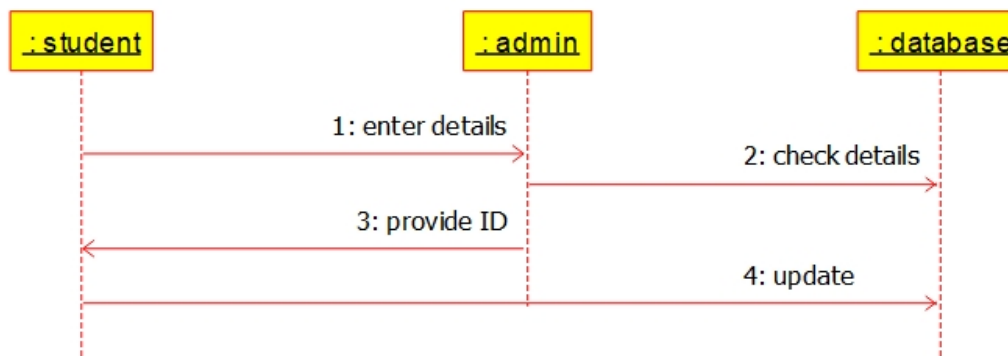 : student
: admin
: database
1: enter details
2: check details
3: provide ID
4: update